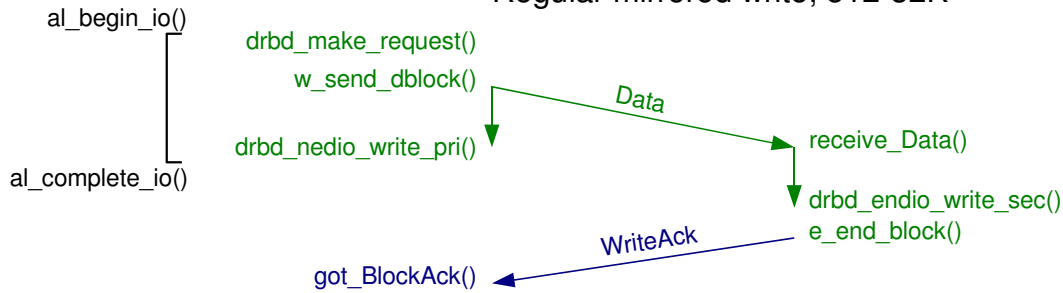 al_begin_io()
drbd_make_request()
w_send_dblock()
Data
drbd_nedio_write_pri()
receive_Data()
al_complete_io()
drbd_endio_write_sec()
e_end_block()
WriteAck
got_BlockAck()